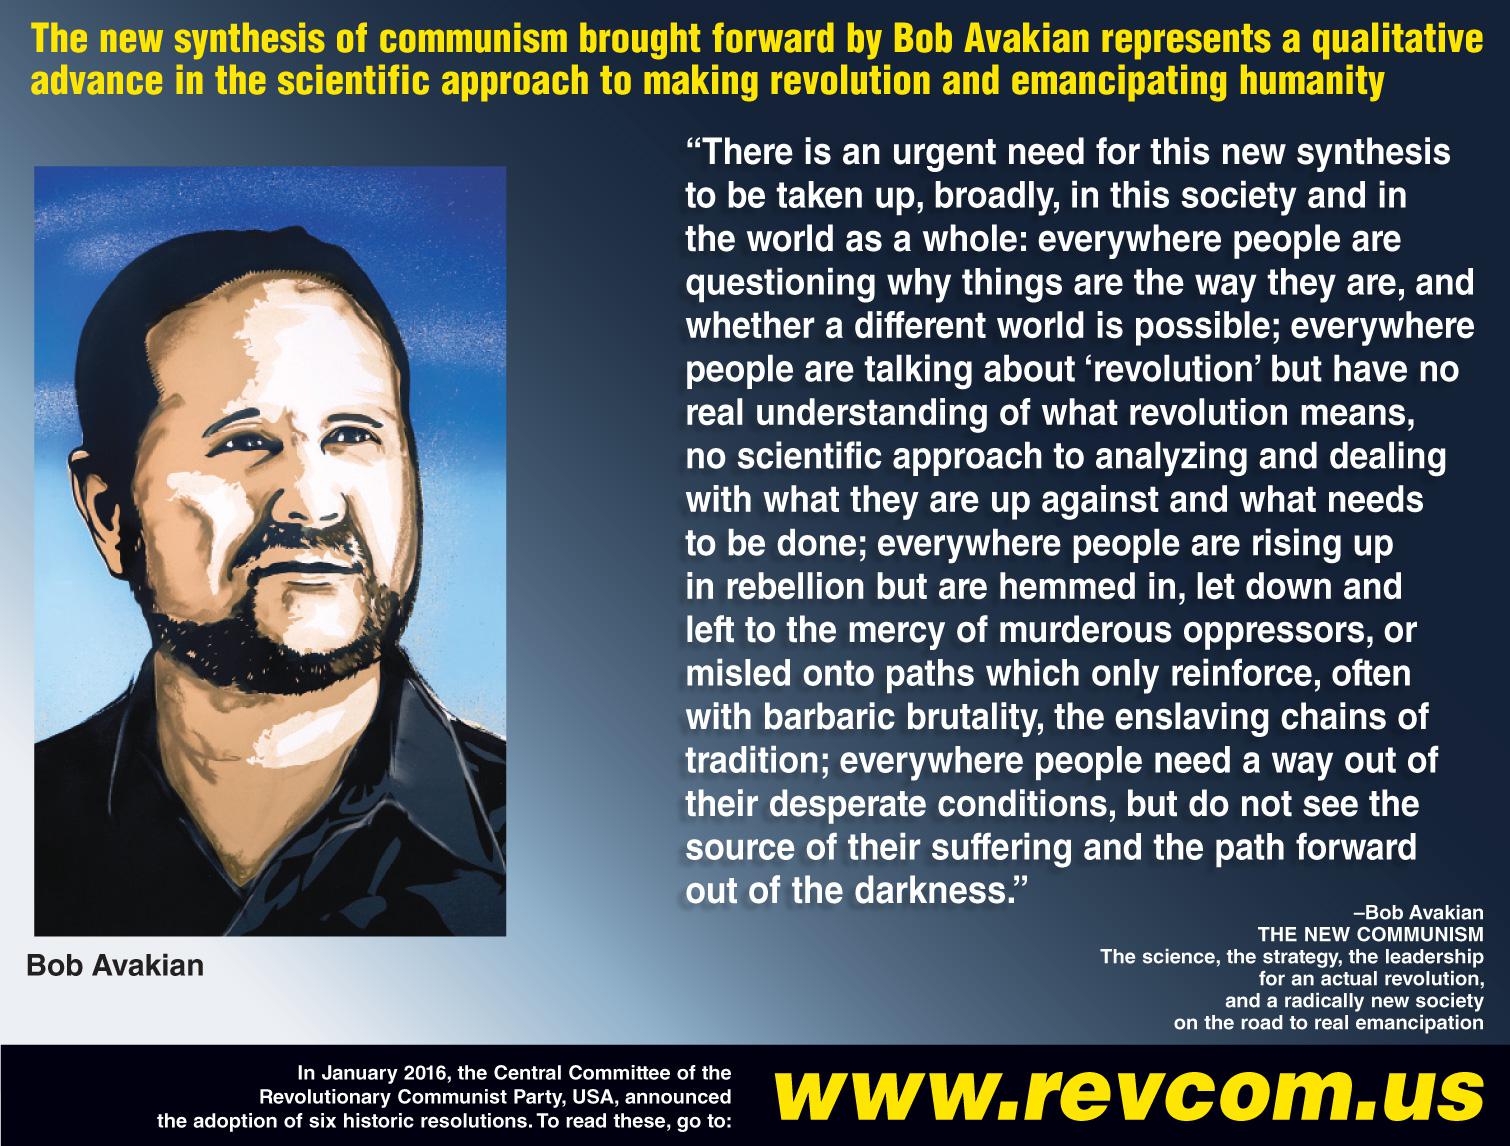 The new synthesis of communism brought forward by Bob Avakian represents a qualitative
advance in the scientific approach to making revolution and emancipating humanity
“There is an urgent need for this new synthesis
to be taken up, broadly, in this society and in
the world as a whole: everywhere people are
questioning why things are the way they are, and
whether a different world is possible; everywhere
people are talking about ‘revolution’ but have no
real understanding of what revolution means,
no scientific approach to analyzing and dealing
with what they are up against and what needs
to be done; everywhere people are rising up
in rebellion but are hemmed in, let down and
left to the mercy of murderous oppressors, or
misled onto paths which only reinforce, often
with barbaric brutality, the enslaving chains of
tradition; everywhere people need a way out of
their desperate conditions, but do not see the
source of their suffering and the path forward
out of the darkness.”
–Bob Avakian
THE NEW COMMUNISM
The science, the strategy, the leadership
for an actual revolution,
and a radically new society
on the road to real emancipation
Bob Avakian
In January 2016, the Central Committee of the
Revolutionary Communist Party, USA, announced
the adoption of six historic resolutions. To read these, go to:
www.revcom.us